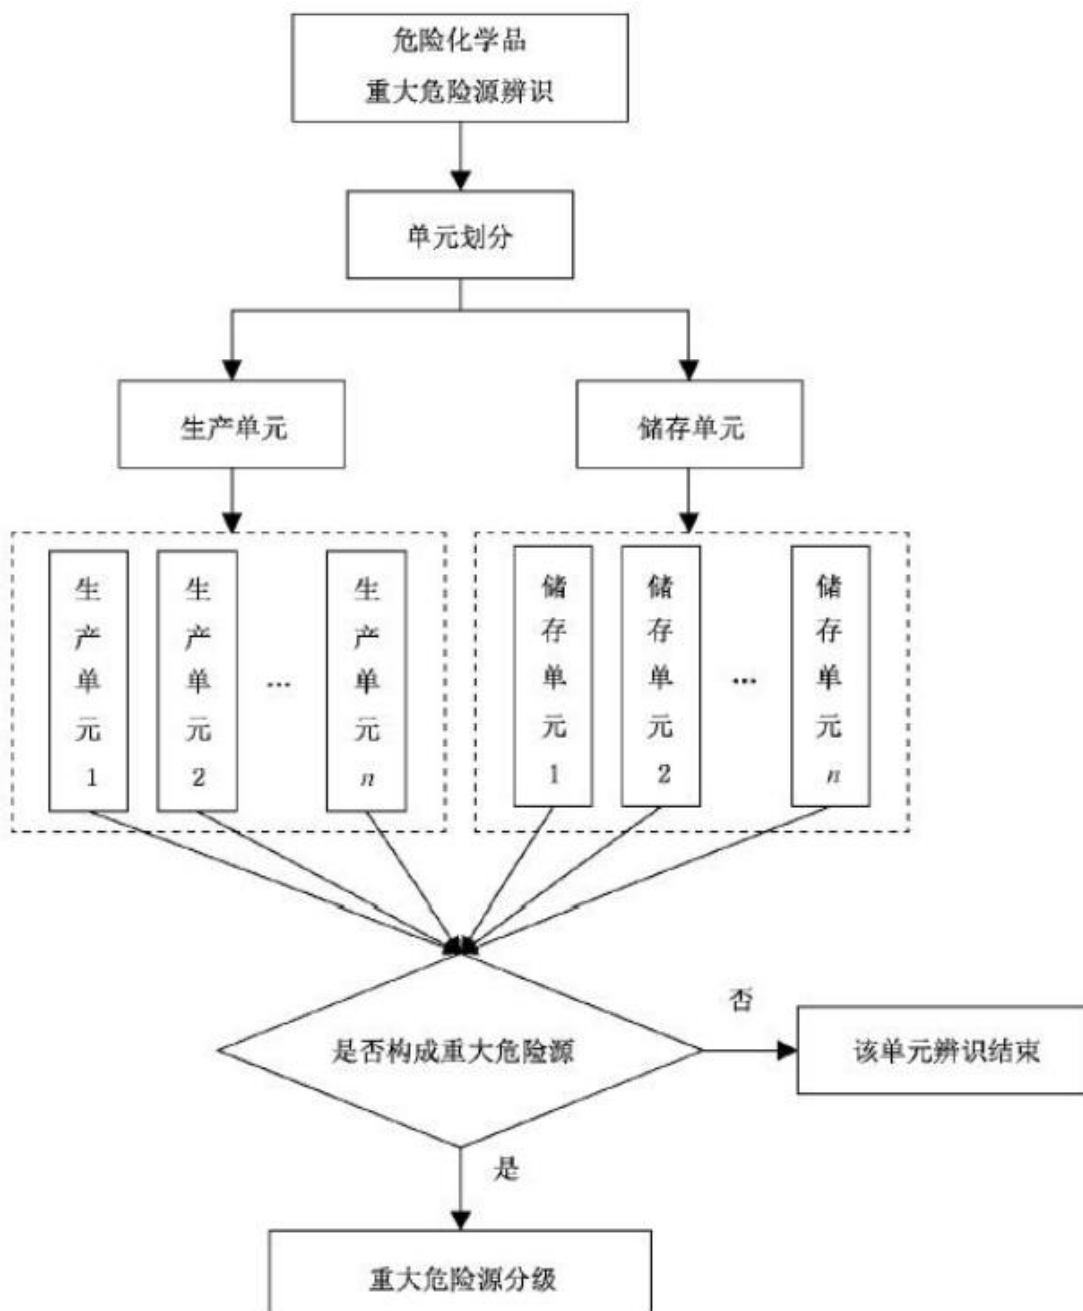 危险化学品
重大危险源辨识
单元划分
生产单元
储存单元
生产单元1
生产单元2
...
生产单元n
储存单元1
储存单元2
...
储存单元n
是否构成重大危险源
否
该单元辨识结束
是
重大危险源分级